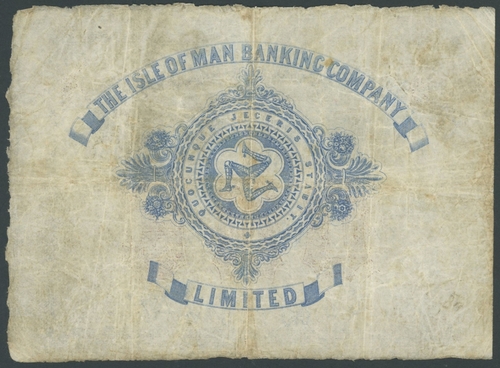 THE ISLE OF MAN BANKING COMPANY
QUOCUNQUE JECERIS STABIT
LIMITED